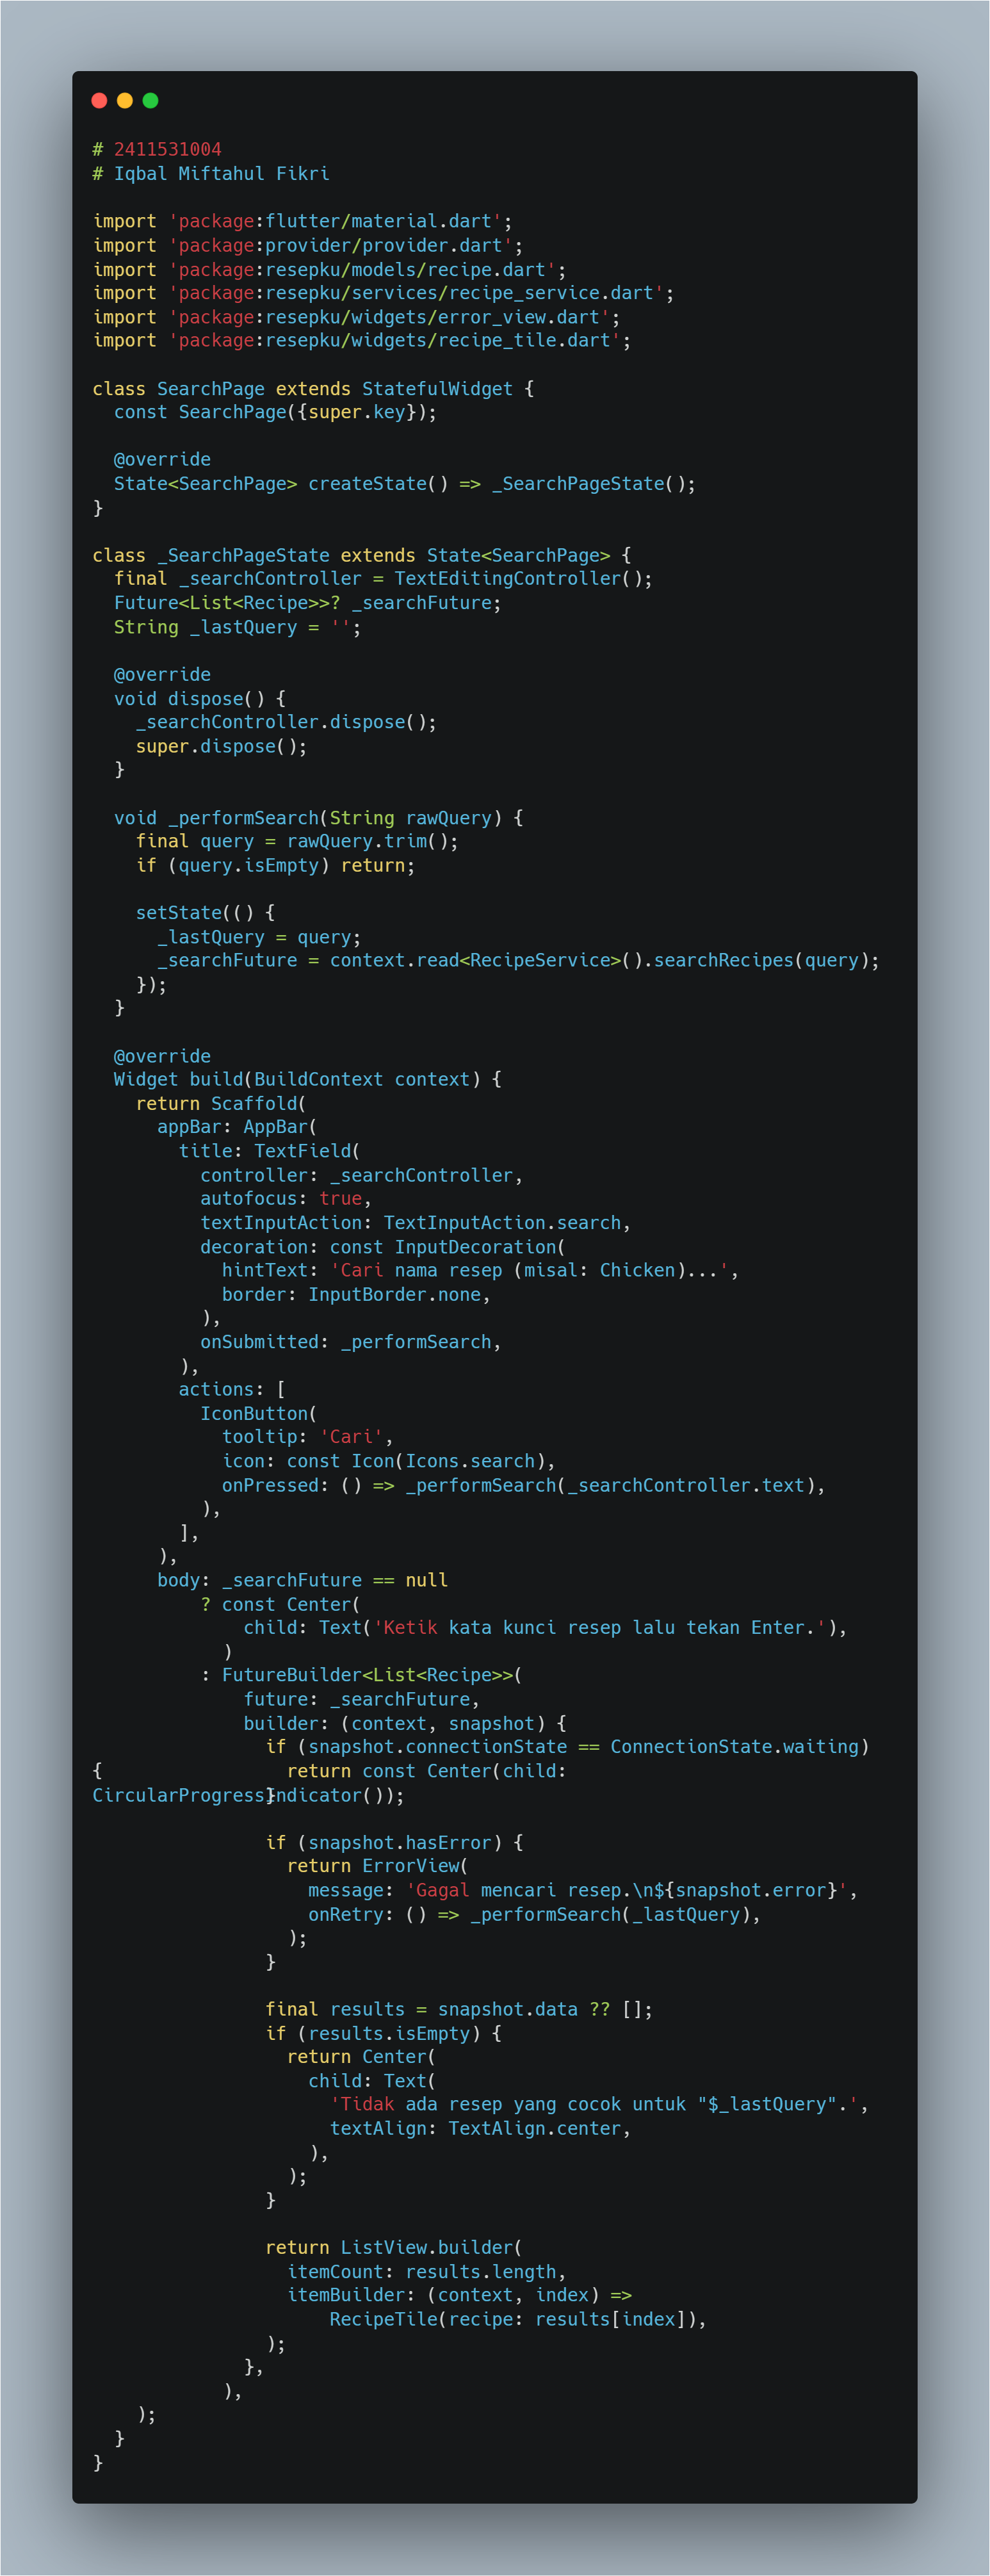 # 2411531004
# Iqbal Miftahul Fikri

import 'package:flutter/material.dart';
import 'package:provider/provider.dart';
import 'package:resepku/models/recipe.dart';
import 'package:resepku/services/recipe_service.dart';
import 'package:resepku/widgets/error_view.dart';
import 'package:resepku/widgets/recipe_tile.dart';

class SearchPage extends StatefulWidget {
  const SearchPage({super.key});

  @override
  State<SearchPage> createState() => _SearchPageState();
}

class _SearchPageState extends State<SearchPage> {
  final _searchController = TextEditingController();
  Future<List<Recipe>>? _searchFuture;
  String _lastQuery = '';

  @override
  void dispose() {
    _searchController.dispose();
    super.dispose();
  }

  void _performSearch(String rawQuery) {
    final query = rawQuery.trim();
    if (query.isEmpty) return;

    setState(() {
      _lastQuery = query;
      _searchFuture = context.read<RecipeService>().searchRecipes(query);
    });
  }

  @override
  Widget build(BuildContext context) {
    return Scaffold(
      appBar: AppBar(
        title: TextField(
          controller: _searchController,
          autofocus: true,
          textInputAction: TextInputAction.search,
          decoration: const InputDecoration(
            hintText: 'Cari nama resep (misal: Chicken)...',
            border: InputBorder.none,
          ),
          onSubmitted: _performSearch,
        ),
        actions: [
          IconButton(
            tooltip: 'Cari',
            icon: const Icon(Icons.search),
            onPressed: () => _performSearch(_searchController.text),
          ),
        ],
      ),
      body: _searchFuture == null
          ? const Center(
              child: Text('Ketik kata kunci resep lalu tekan Enter.'),
            )
          : FutureBuilder<List<Recipe>>(
              future: _searchFuture,
              builder: (context, snapshot) {
                if (snapshot.connectionState == ConnectionState.waiting)
{                 return const Center(child:
CircularProgressIndicator());
                }

                if (snapshot.hasError) {
                  return ErrorView(
                    message: 'Gagal mencari resep.\n${snapshot.error}',
                    onRetry: () => _performSearch(_lastQuery),
                  );
                }

                final results = snapshot.data ?? [];
                if (results.isEmpty) {
                  return Center(
                    child: Text(
                      'Tidak ada resep yang cocok untuk "$_lastQuery".',
                      textAlign: TextAlign.center,
                    ),
                  );
                }

                return ListView.builder(
                  itemCount: results.length,
                  itemBuilder: (context, index) =>
                      RecipeTile(recipe: results[index]),
                );
              },
            ),
    );
  }
}